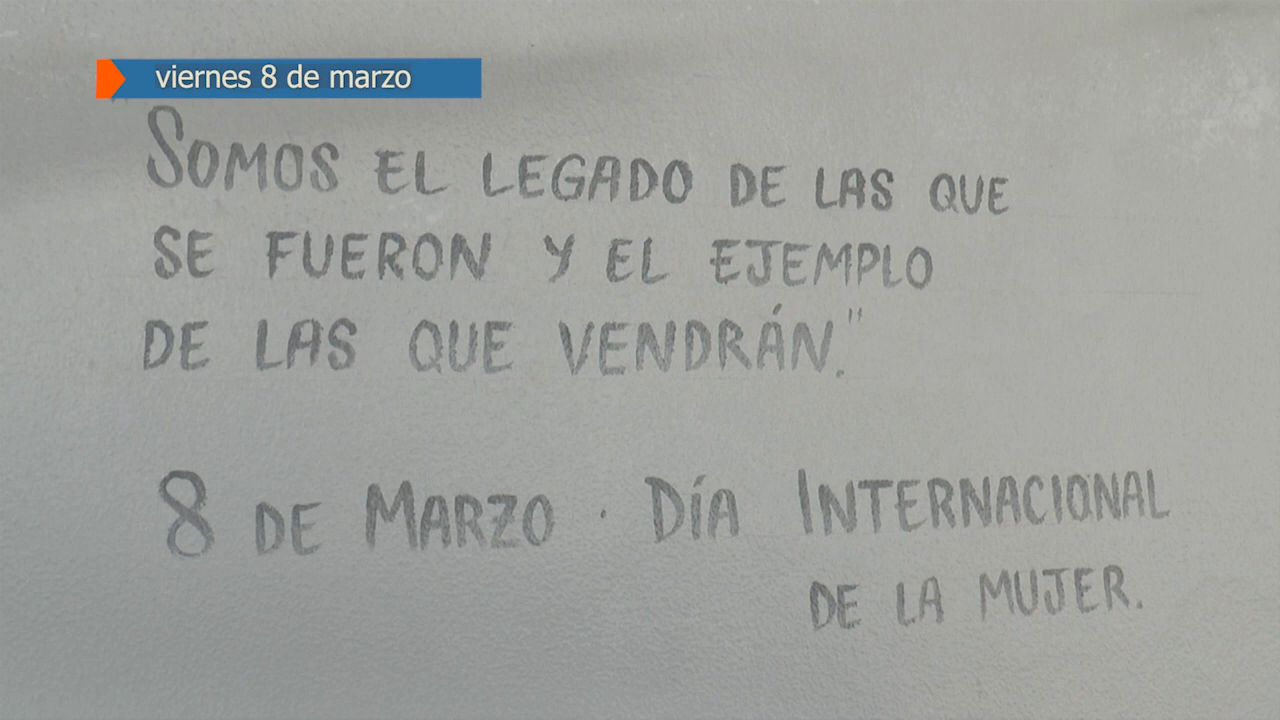 viernes 8 de marzo
"SOMOS EL LEGADO DE LAS QUE
SE FUERON Y EL EJEMPLO
DE LAS QUE VENDRÁN."
8 DE MARZO · DÍA INTERNACIONAL
DE LA MUJER.